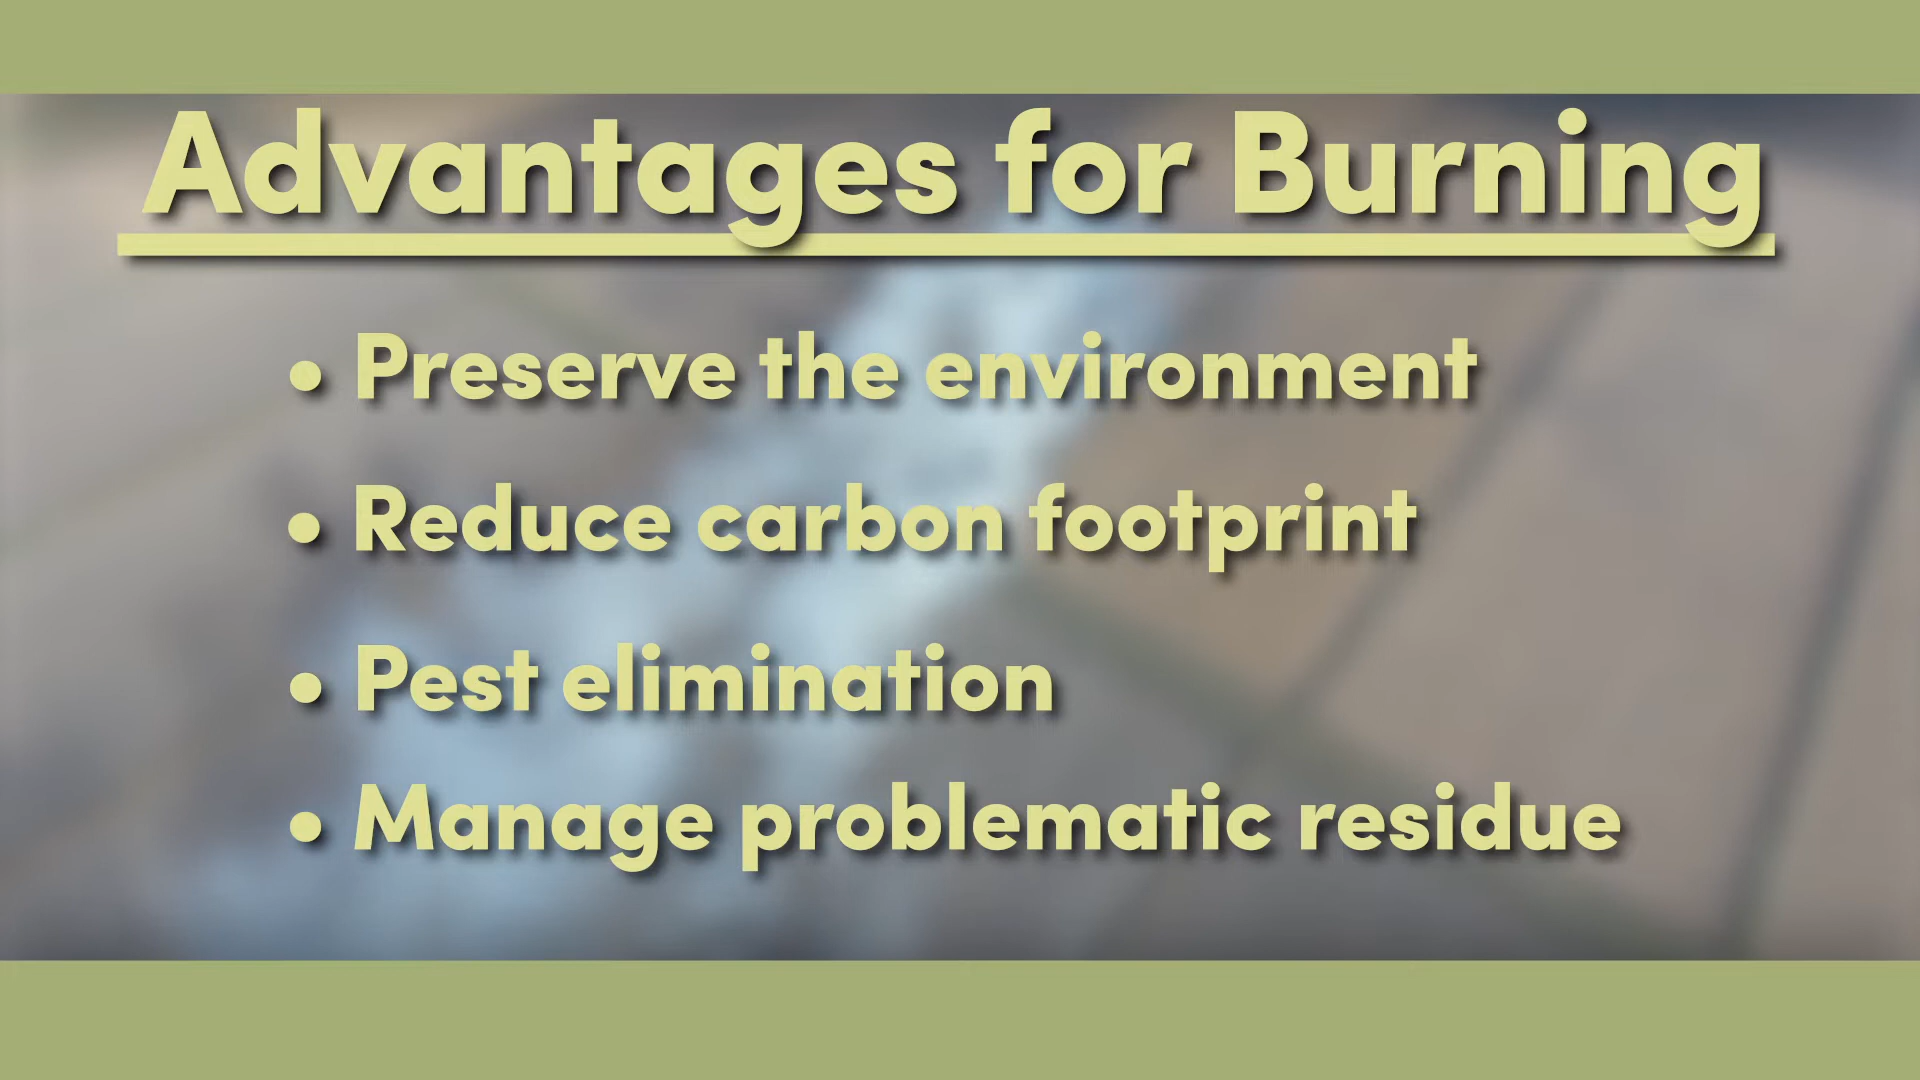 Advantages for Burning
• Preserve the environment
• Reduce carbon footprint
• Pest elimination
• Manage problematic residue